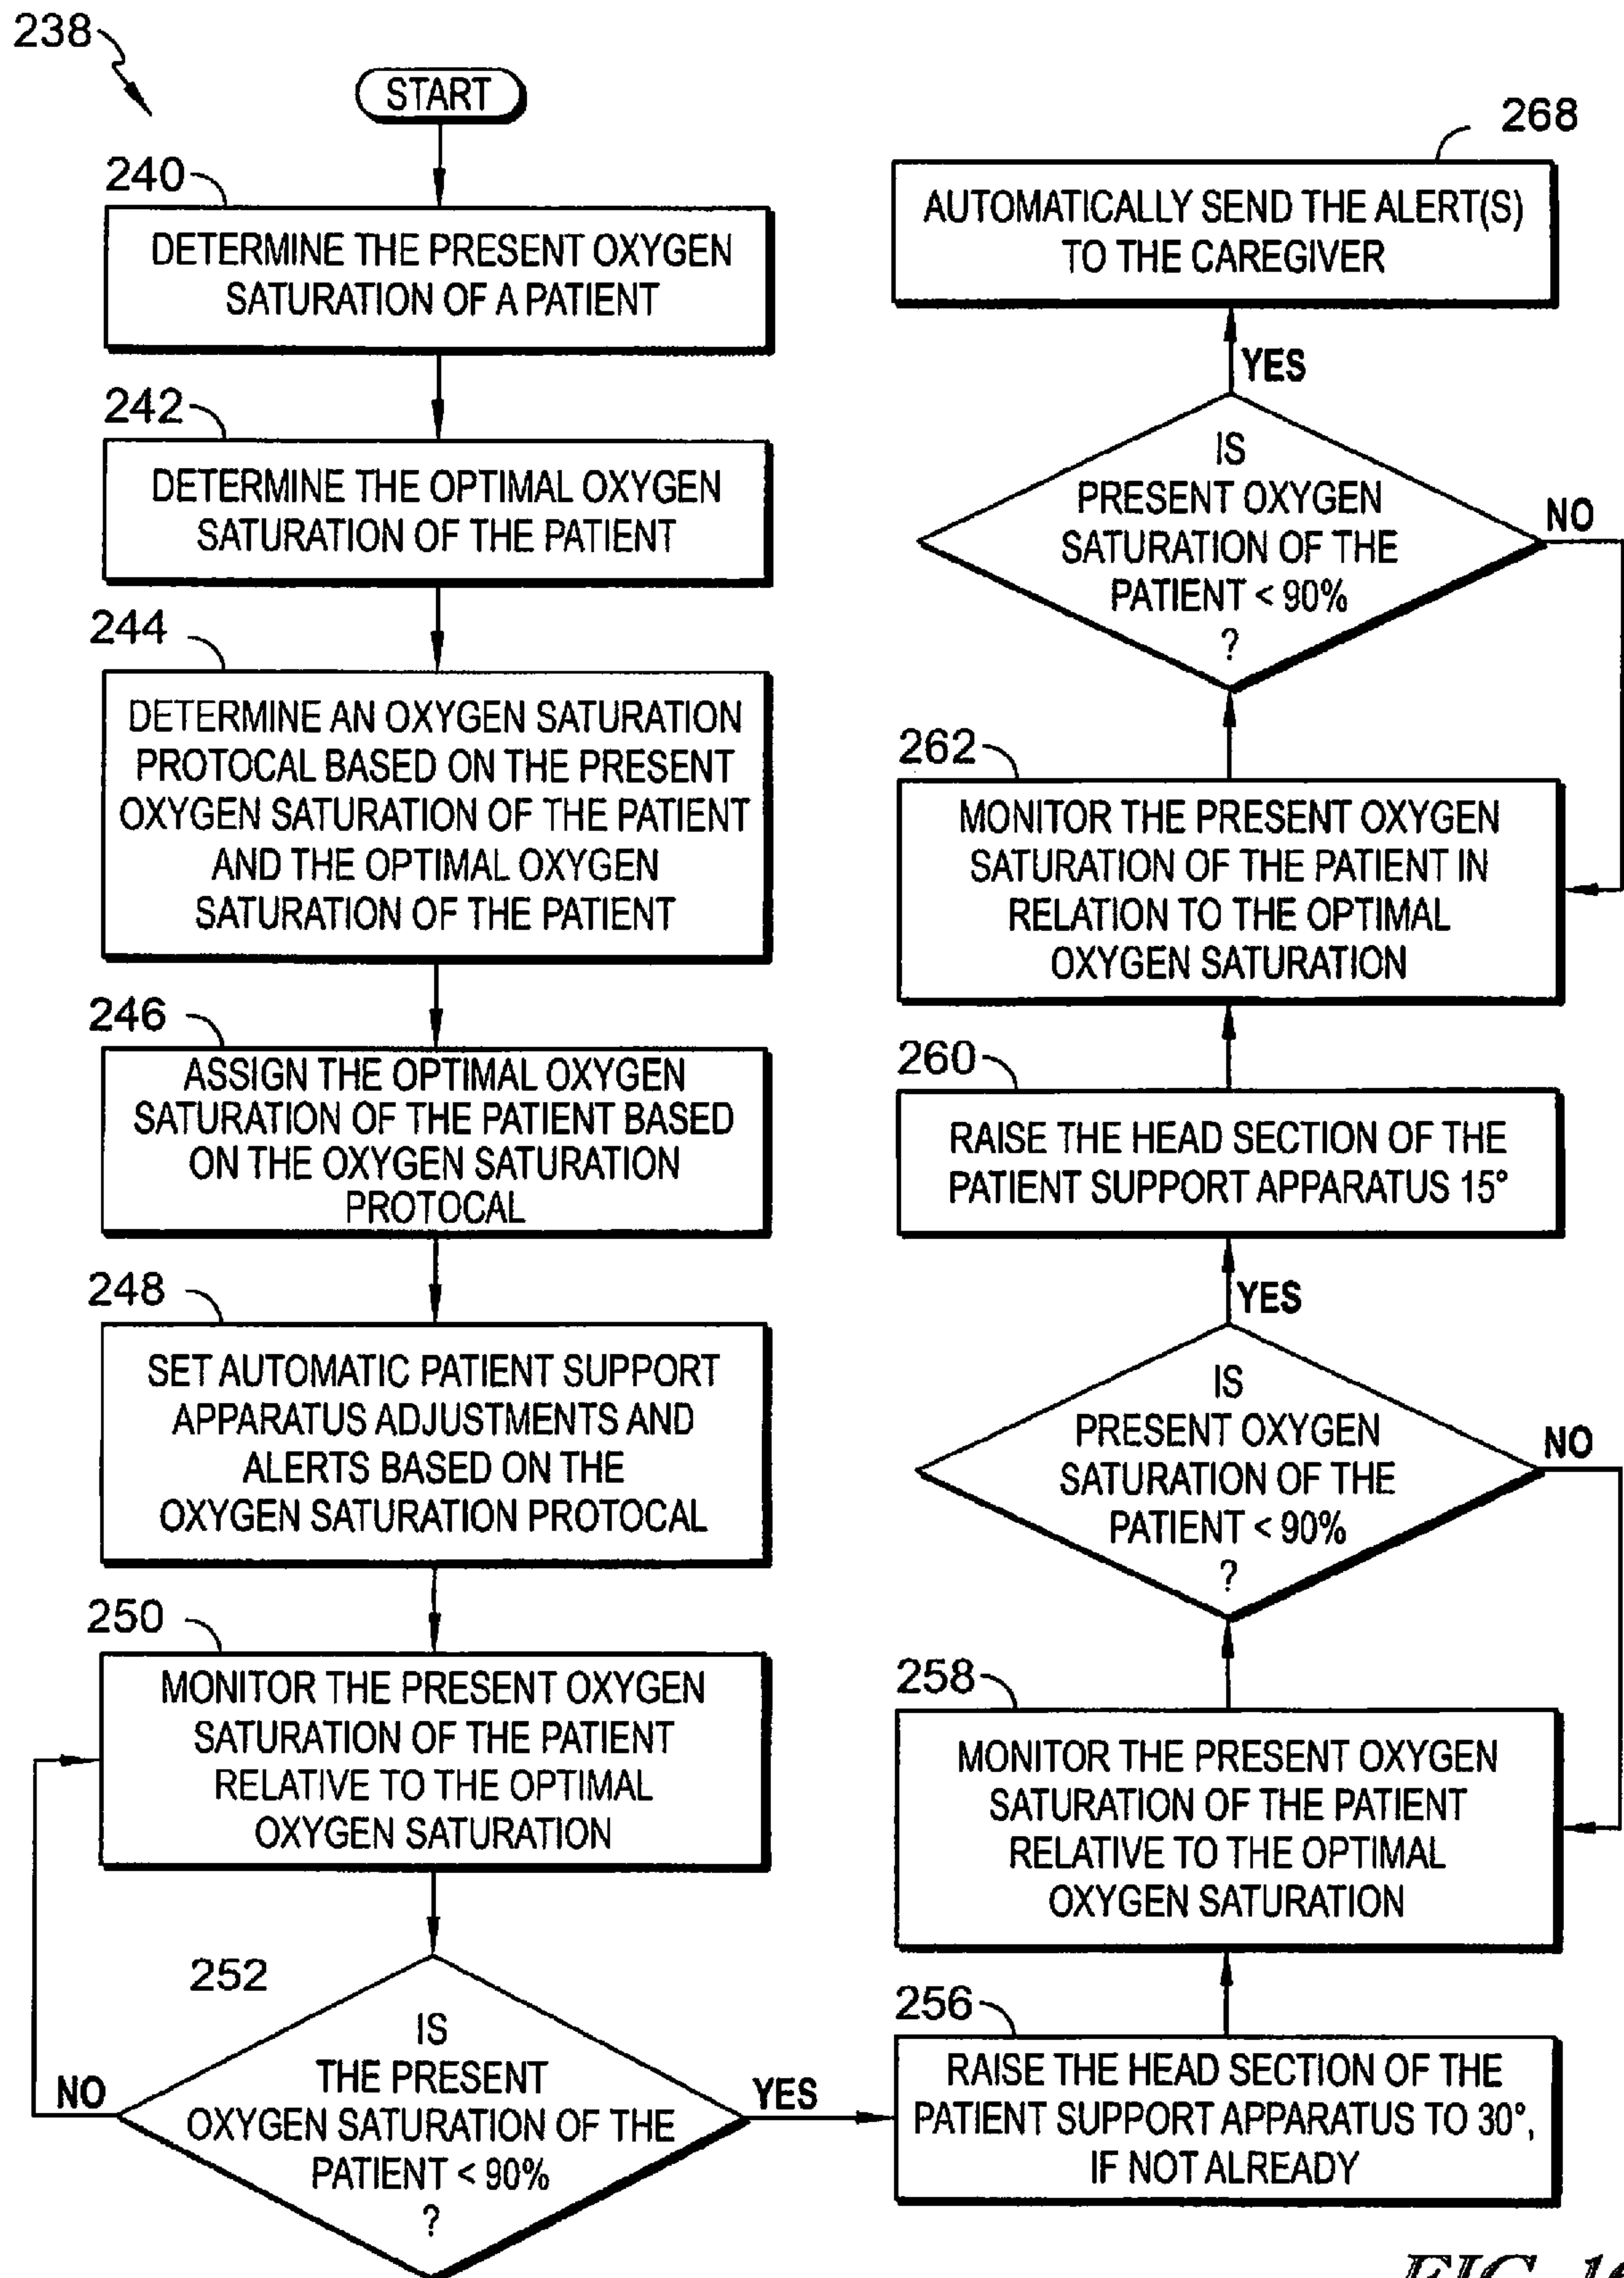 238
START
240
DETERMINE THE PRESENT OXYGEN
SATURATION OF A PATIENT
242
DETERMINE THE OPTIMAL OXYGEN
SATURATION OF THE PATIENT
244
DETERMINE AN OXYGEN SATURATION
PROTOCAL BASED ON THE PRESENT
OXYGEN SATURATION OF THE PATIENT
AND THE OPTIMAL OXYGEN
SATURATION OF THE PATIENT
246
ASSIGN THE OPTIMAL OXYGEN
SATURATION OF THE PATIENT BASED
ON THE OXYGEN SATURATION
PROTOCAL
248
SET AUTOMATIC PATIENT SUPPORT
APPARATUS ADJUSTMENTS AND
ALERTS BASED ON THE
OXYGEN SATURATION PROTOCAL
250
MONITOR THE PRESENT OXYGEN
SATURATION OF THE PATIENT
RELATIVE TO THE OPTIMAL
OXYGEN SATURATION
252
IS
THE PRESENT
OXYGEN SATURATION OF THE
PATIENT < 90%
?
NO
YES
256
RAISE THE HEAD SECTION OF THE
PATIENT SUPPORT APPARATUS TO 30°,
IF NOT ALREADY
258
MONITOR THE PRESENT OXYGEN
SATURATION OF THE PATIENT
RELATIVE TO THE OPTIMAL
OXYGEN SATURATION
IS
PRESENT OXYGEN
SATURATION OF THE
PATIENT < 90%
?
NO
YES
260
RAISE THE HEAD SECTION OF THE
PATIENT SUPPORT APPARATUS 15°
262
MONITOR THE PRESENT OXYGEN
SATURATION OF THE PATIENT IN
RELATION TO THE OPTIMAL
OXYGEN SATURATION
IS
PRESENT OXYGEN
SATURATION OF THE
PATIENT < 90%
?
NO
YES
268
AUTOMATICALLY SEND THE ALERT(S)
TO THE CAREGIVER
FIG.